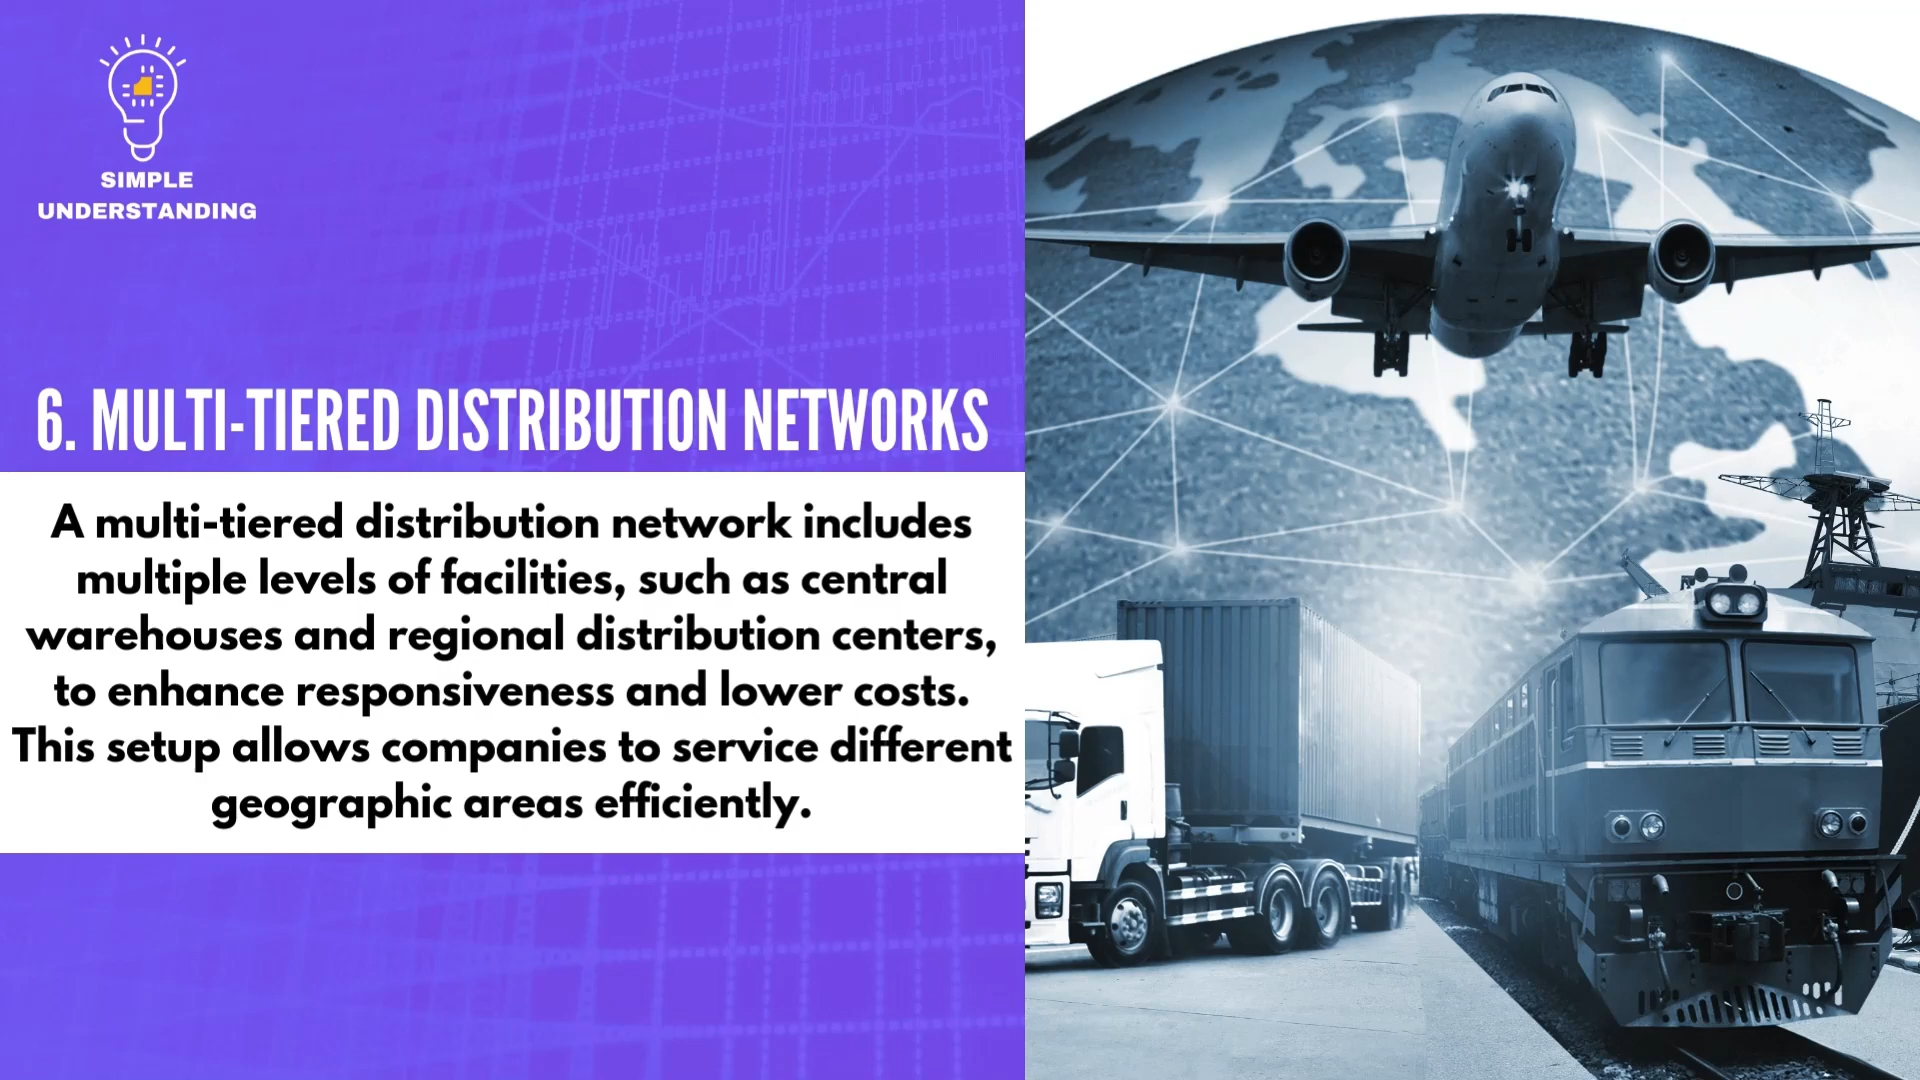 SIMPLE
UNDERSTANDING
6. MULTI-TIERED DISTRIBUTION NETWORKS
A multi-tiered distribution network includes
multiple levels of facilities, such as central
warehouses and regional distribution centers,
to enhance responsiveness and lower costs.
This setup allows companies to service different
geographic areas efficiently.